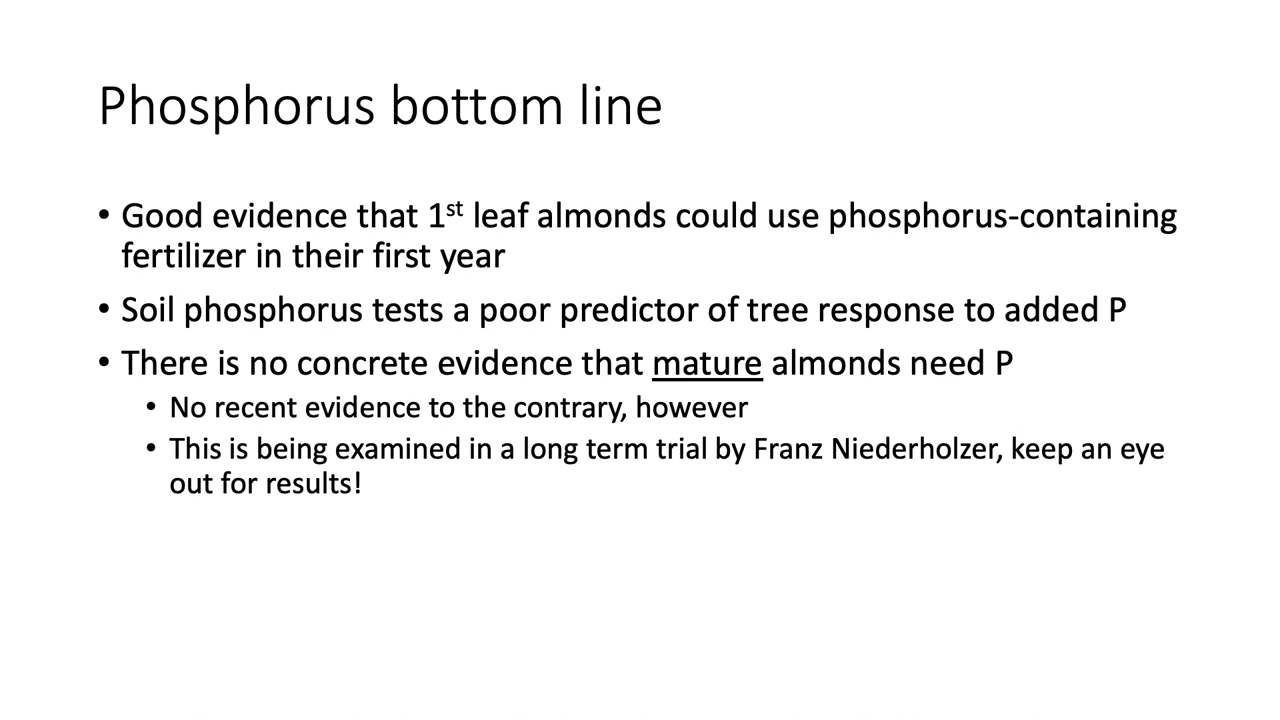 Phosphorus bottom line
• Good evidence that 1st leaf almonds could use phosphorus-containing
fertilizer in their first year
• Soil phosphorus tests a poor predictor of tree response to added P
• There is no concrete evidence that mature almonds need P
• No recent evidence to the contrary, however
• This is being examined in a long term trial by Franz Niederholzer, keep an eye
out for results!